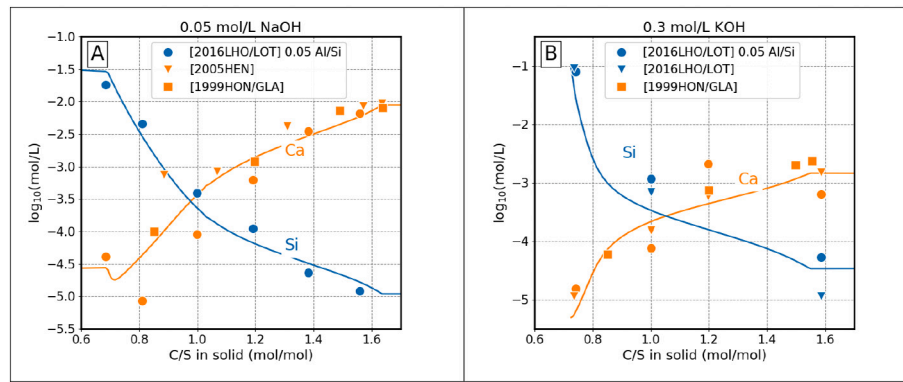 0.05 mol/L NaOH
A
[2016LHO/LOT] 0.05 Al/Si
[2005HEN]
[1999HON/GLA]
Ca
Si
log10(mol/L)
−1.0
−1.5
−2.0
−2.5
−3.0
−3.5
−4.0
−4.5
−5.0
−5.5
0.6 0.8 1.0 1.2 1.4 1.6
C/S in solid (mol/mol)
0.3 mol/L KOH
B
[2016LHO/LOT] 0.05 Al/Si
[2016LHO/LOT]
[1999HON/GLA]
Si
Ca
log10(mol/L)
−1
−2
−3
−4
−5
0.6 0.8 1.0 1.2 1.4 1.6
C/S in solid (mol/mol)